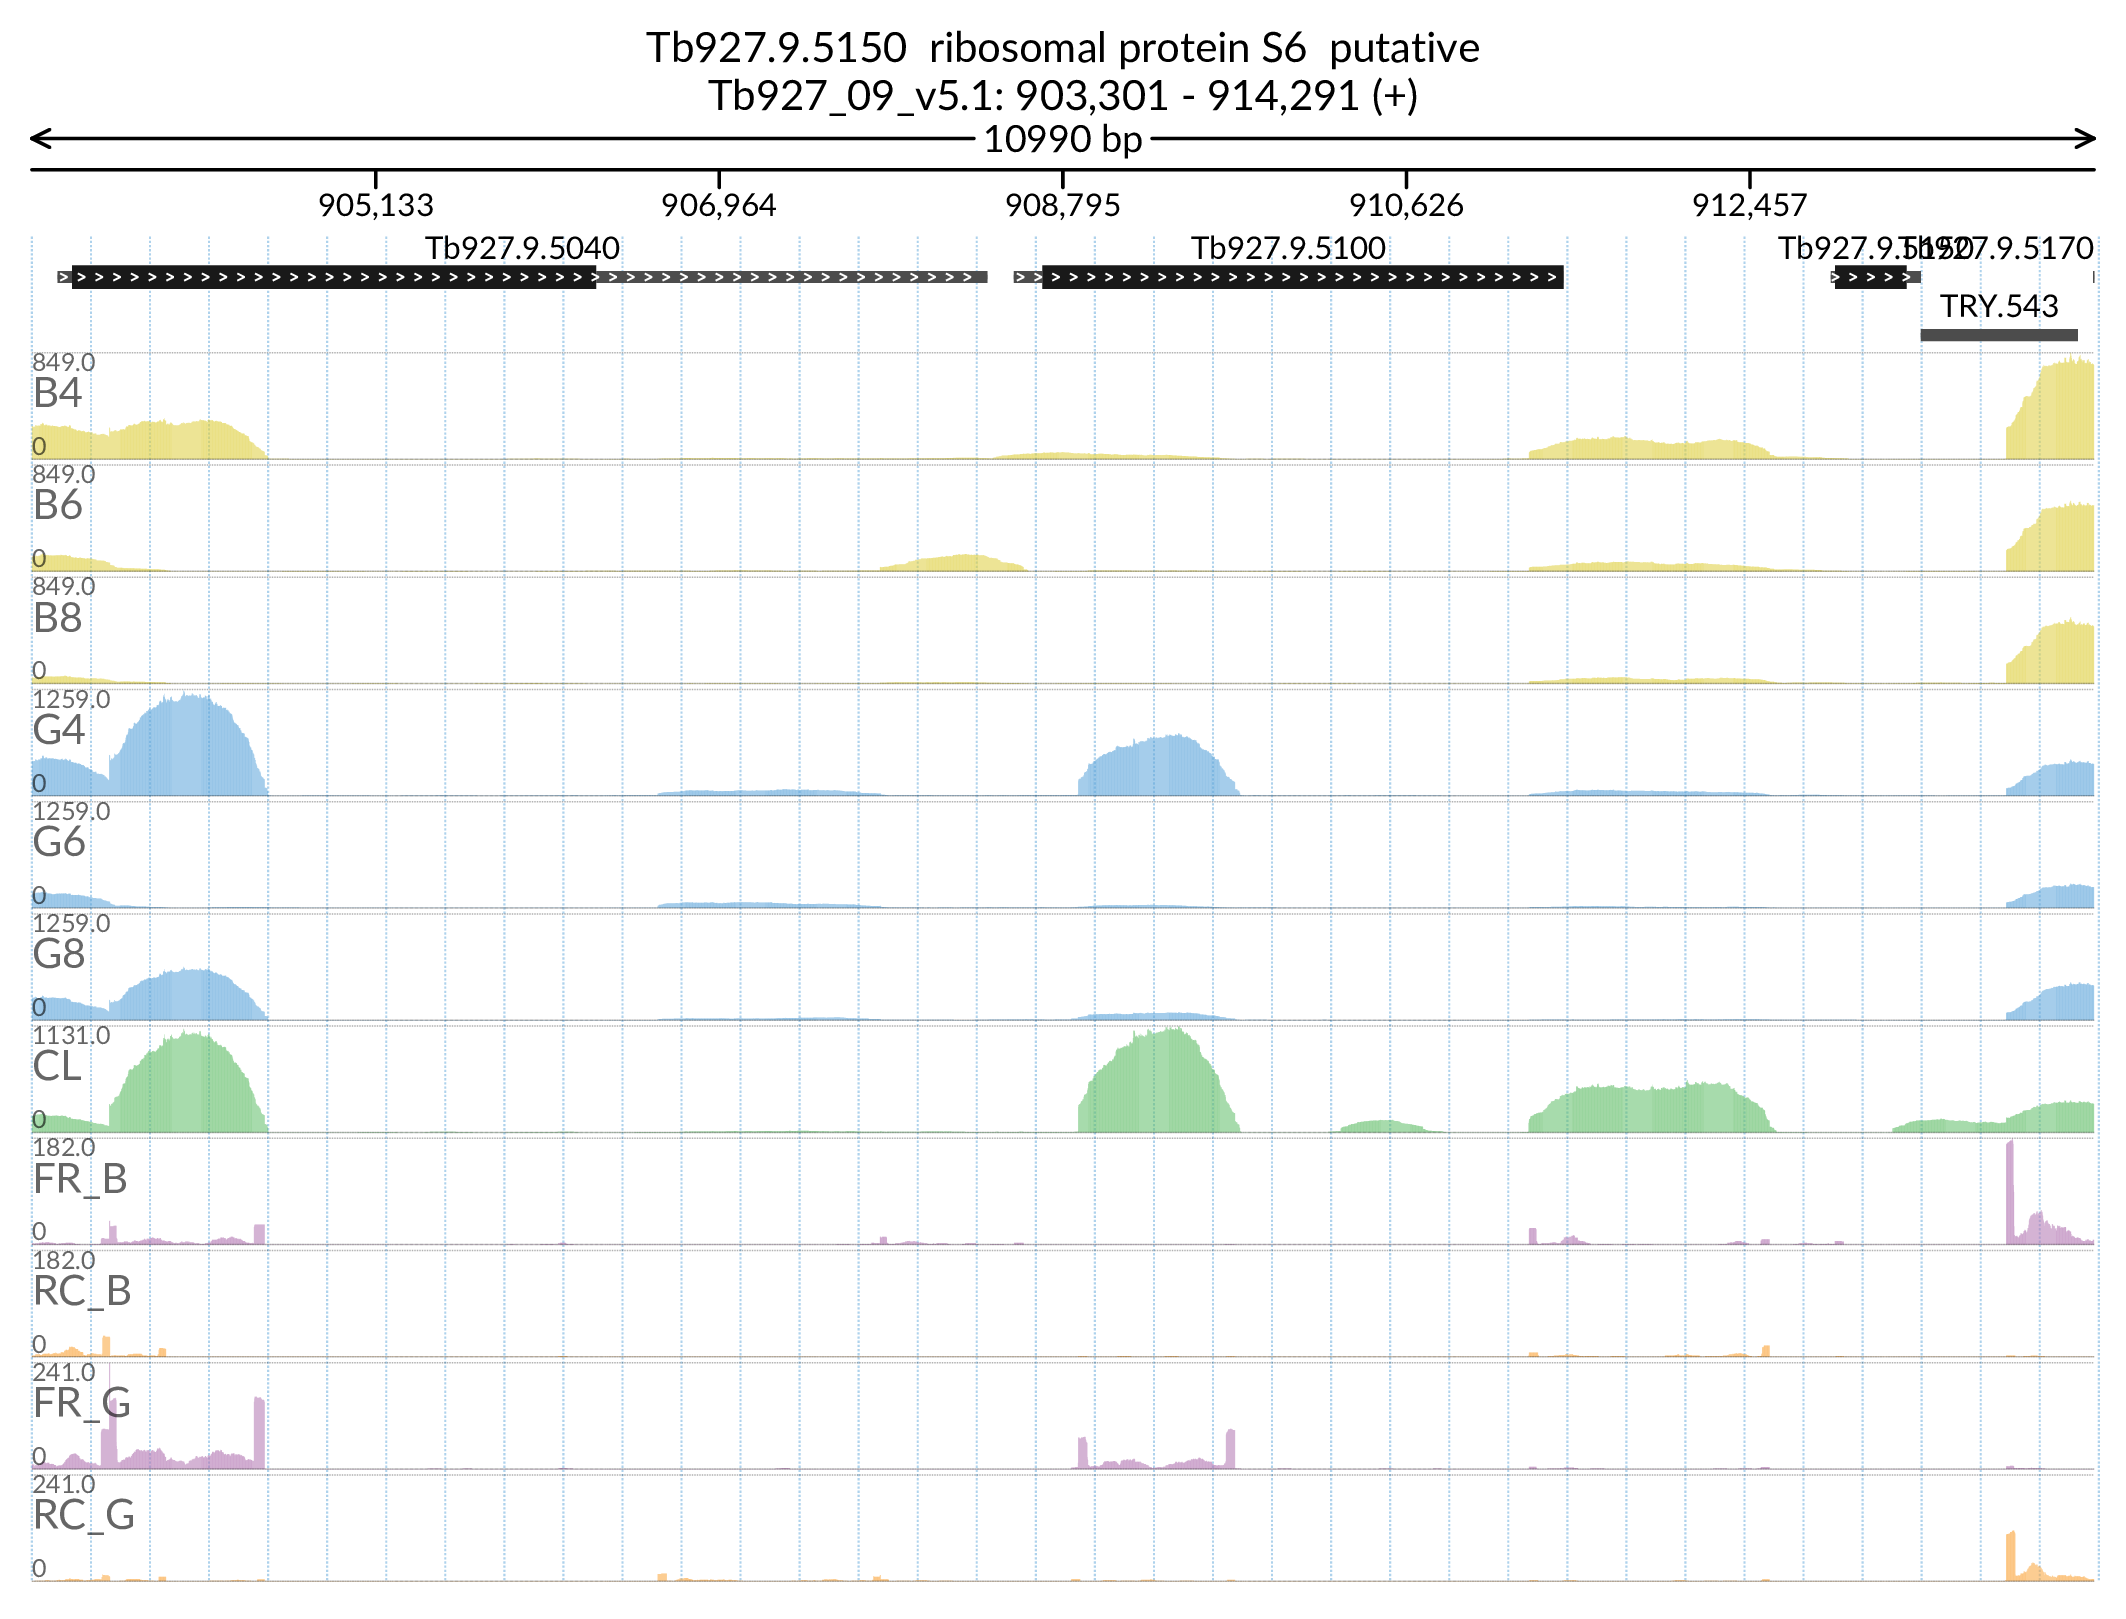 Tb927.9.5150 ribosomal protein S6 putative
Tb927_09_v5.1: 903,301 - 914,291 (+)
10990 bp
905,133 906,964 908,795 910,626 912,457
Tb927.9.5040 Tb927.9.5100 Tb927.9.5150 Tb927.9.5170
TRY.543
849.0
B4
0
849.0
B6
0
849.0
B8
0
1259.0
G4
0
1259.0
G6
0
1259.0
G8
0
1131.0
CL
0
182.0
FR_B
0
182.0
RC_B
0
241.0
FR_G
0
241.0
RC_G
0